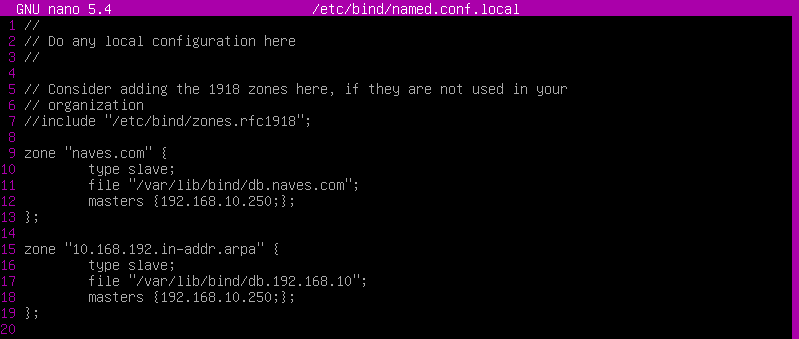 GNU nano 5.4 /etc/bind/named.conf.local
1 //
2 // Do any local configuration here
3 //
4
5 // Consider adding the 1918 zones here, if they are not used in your
6 // organization
7 //include "/etc/bind/zones.rfc1918";
8
9 zone "naves.com" {
10         type slave;
11         file "/var/lib/bind/db.naves.com";
12         masters {192.168.10.250;};
13 };
14
15 zone "10.168.192.in-addr.arpa" {
16         type slave;
17         file "/var/lib/bind/db.192.168.10";
18         masters {192.168.10.250;};
19 };
20